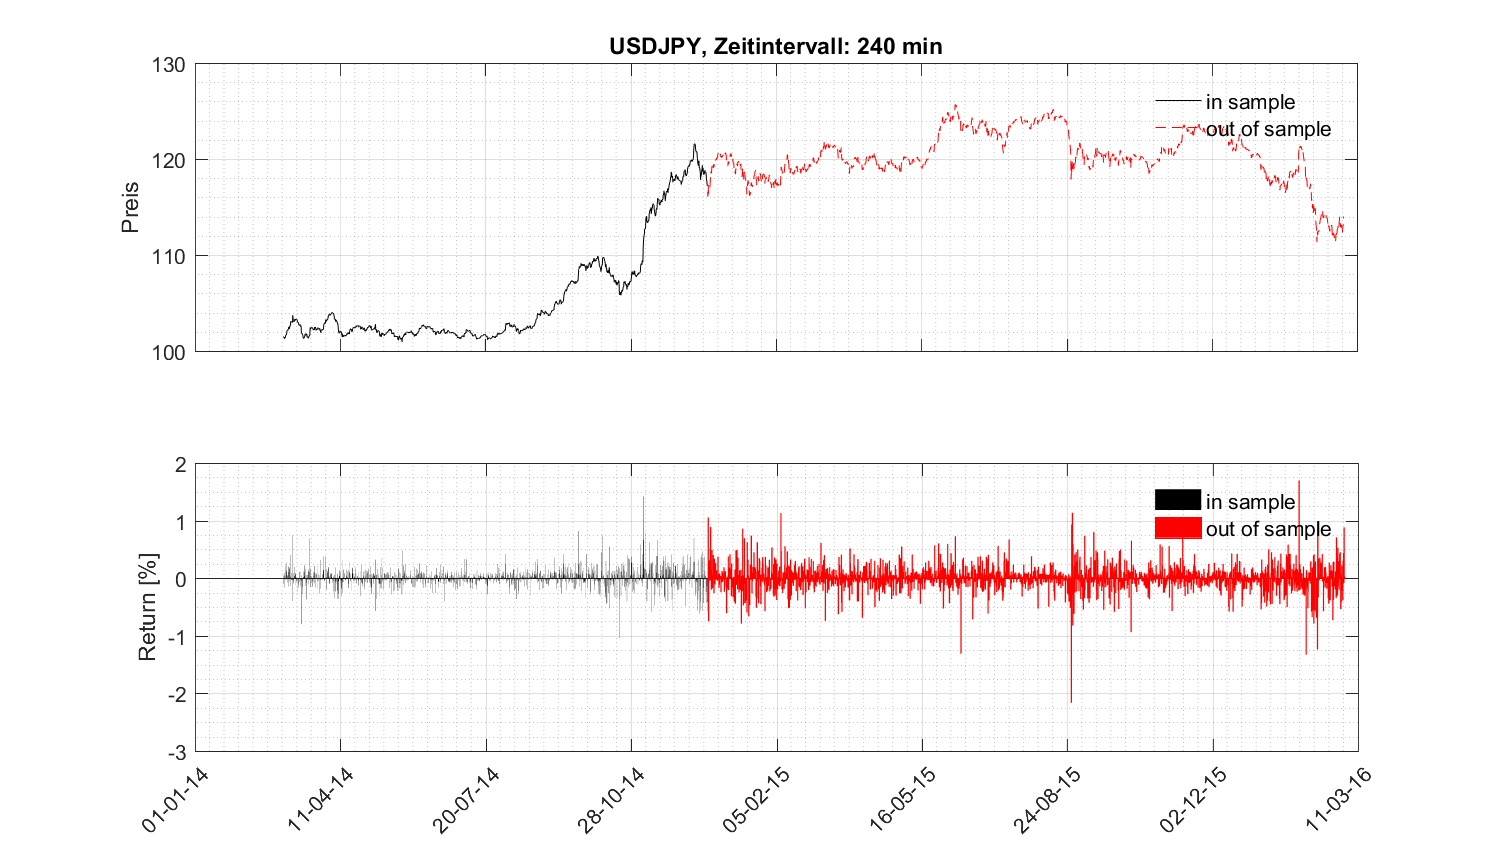 USDJPY, Zeitintervall: 240 min
130
120
110
100
Preis
in sample
out of sample
2
1
0
-1
-2
-3
Return [%]
in sample
out of sample
01-01-14
11-04-14
20-07-14
28-10-14
05-02-15
16-05-15
24-08-15
02-12-15
11-03-16